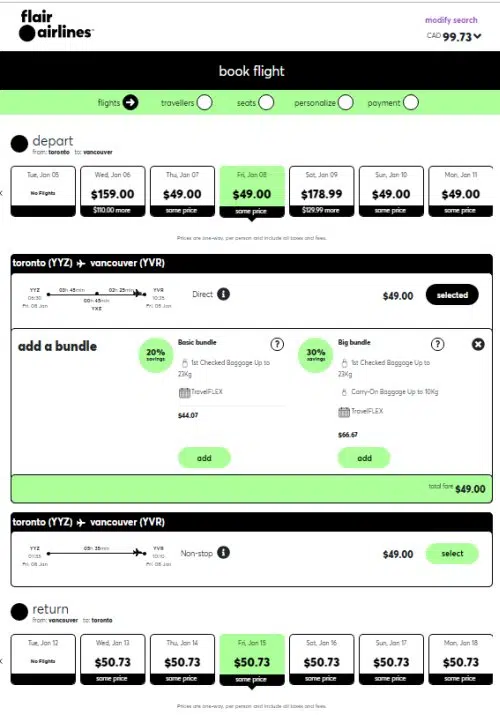 flair
airlines
modify search
CAD 99.73
book flight
flights travellers seats personalize payment
depart
from: toronto to: vancouver
Tue, Jan 05 Wed, Jan 06 Thu, Jan 07 Fri, Jan 08 Sat, Jan 09 Sun, Jan 10 Mon, Jan 11
No Flights $159.00 $49.00 $49.00 $178.99 $49.00 $49.00
$110.00 more same price same price $129.99 more same price same price
Prices are one-way, per person and include all taxes and fees.
toronto (YYZ) vancouver (YVR)
YYZ 03h 45min 02h 25min YVR
Direct i $49.00 selected
06:30 00h 45min 10:25
Fri, 08 Jan YXE Fri, 08 Jan
add a bundle
20% savings
Basic bundle ?
1st Checked Baggage Up to
23Kg
TravelFLEX
$44.07
add
30% savings
Big bundle ?
1st Checked Baggage Up to
23Kg
Carry-On Baggage Up to 10Kg
TravelFLEX
$66.67
add
total fare $49.00
toronto (YYZ) vancouver (YVR)
YYZ 05h 35min YVR
Non-stop i $49.00 select
Fri, 08 Jan Fri, 08 Jan
return
from: vancouver to: toronto
Tue, Jan 12 Wed, Jan 13 Thu, Jan 14 Fri, Jan 15 Sat, Jan 16 Sun, Jan 17 Mon, Jan 18
No Flights $50.73 $50.73 $50.73 $50.73 $50.73 $50.73
same price same price same price same price same price same price
Prices are one-way, per person and include all taxes and fees.